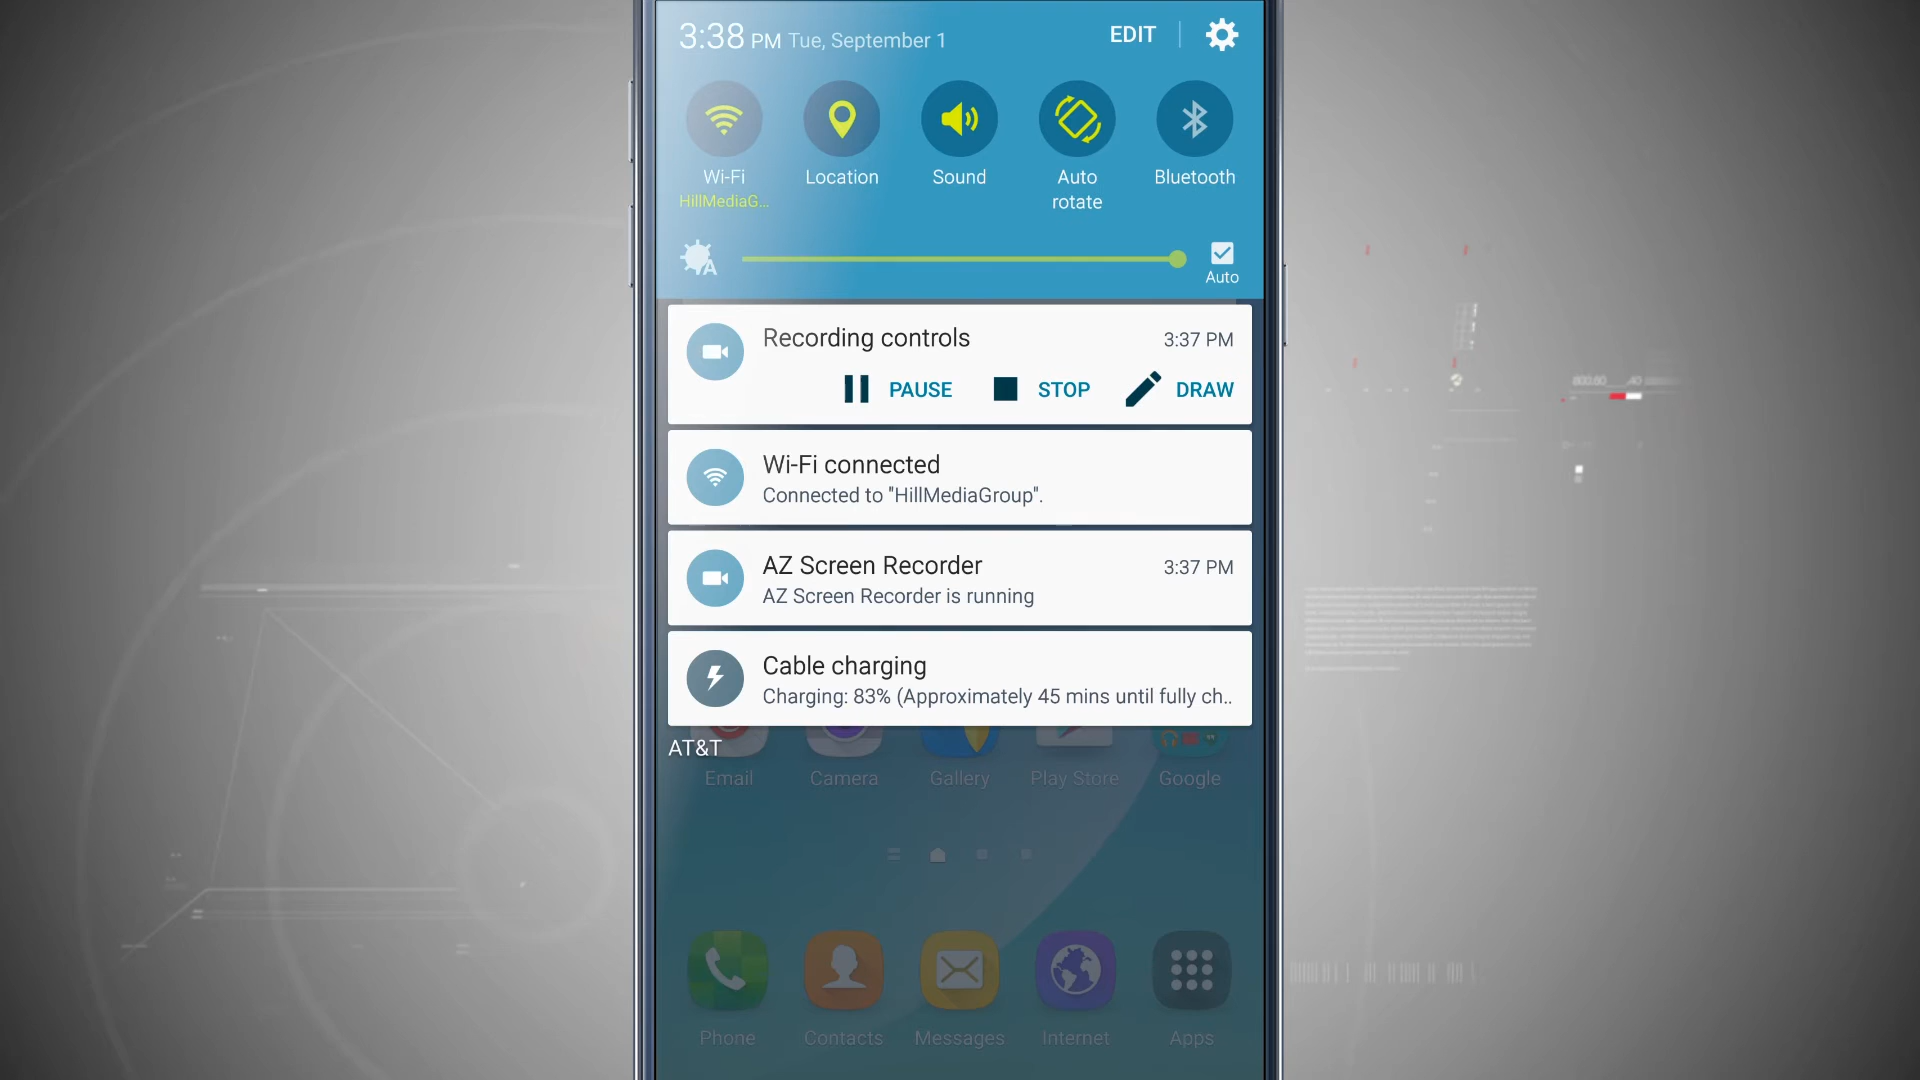 3:38 PM Tue, September 1
EDIT
Wi-Fi
HillMediaG...
Location
Sound
Auto
rotate
Bluetooth
A
Auto
Recording controls
3:37 PM
PAUSE
STOP
DRAW
Wi-Fi connected
Connected to "HillMediaGroup".
AZ Screen Recorder
3:37 PM
AZ Screen Recorder is running
Cable charging
Charging: 83% (Approximately 45 mins until fully ch..
AT&T
Email
Camera
Gallery
Play Store
Google
Phone
Contacts
Messages
Internet
Apps